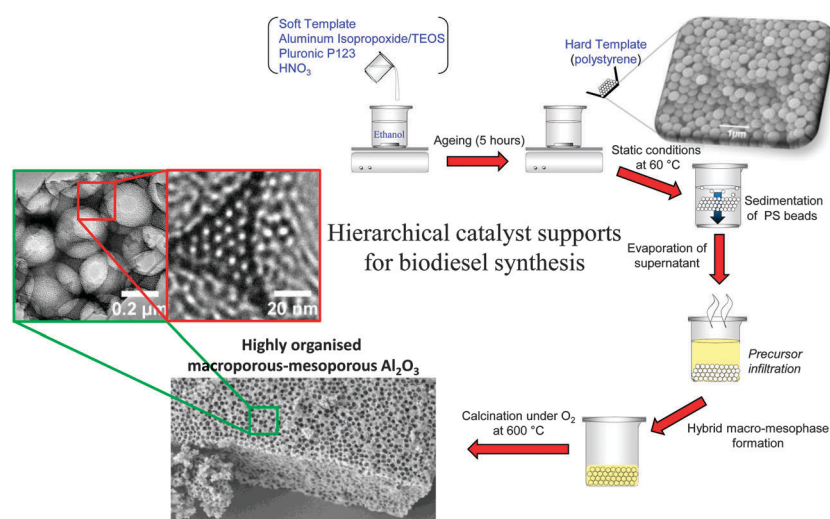 Soft Template
Aluminum Isopropoxide/TEOS
Pluronic P123
HNO₃
Ethanol
Ageing (5 hours)
Hard Template
(polystyrene)
1µm
Static conditions
at 60 °C
Sedimentation
of PS beads
Evaporation of
supernatant
Precursor
infiltration
Hybrid macro-mesophase
formation
Calcination under O₂
at 600 °C
Hierarchical catalyst supports
for biodiesel synthesis
0.2 µm
20 nm
Highly organised
macroporous-mesoporous Al₂O₃